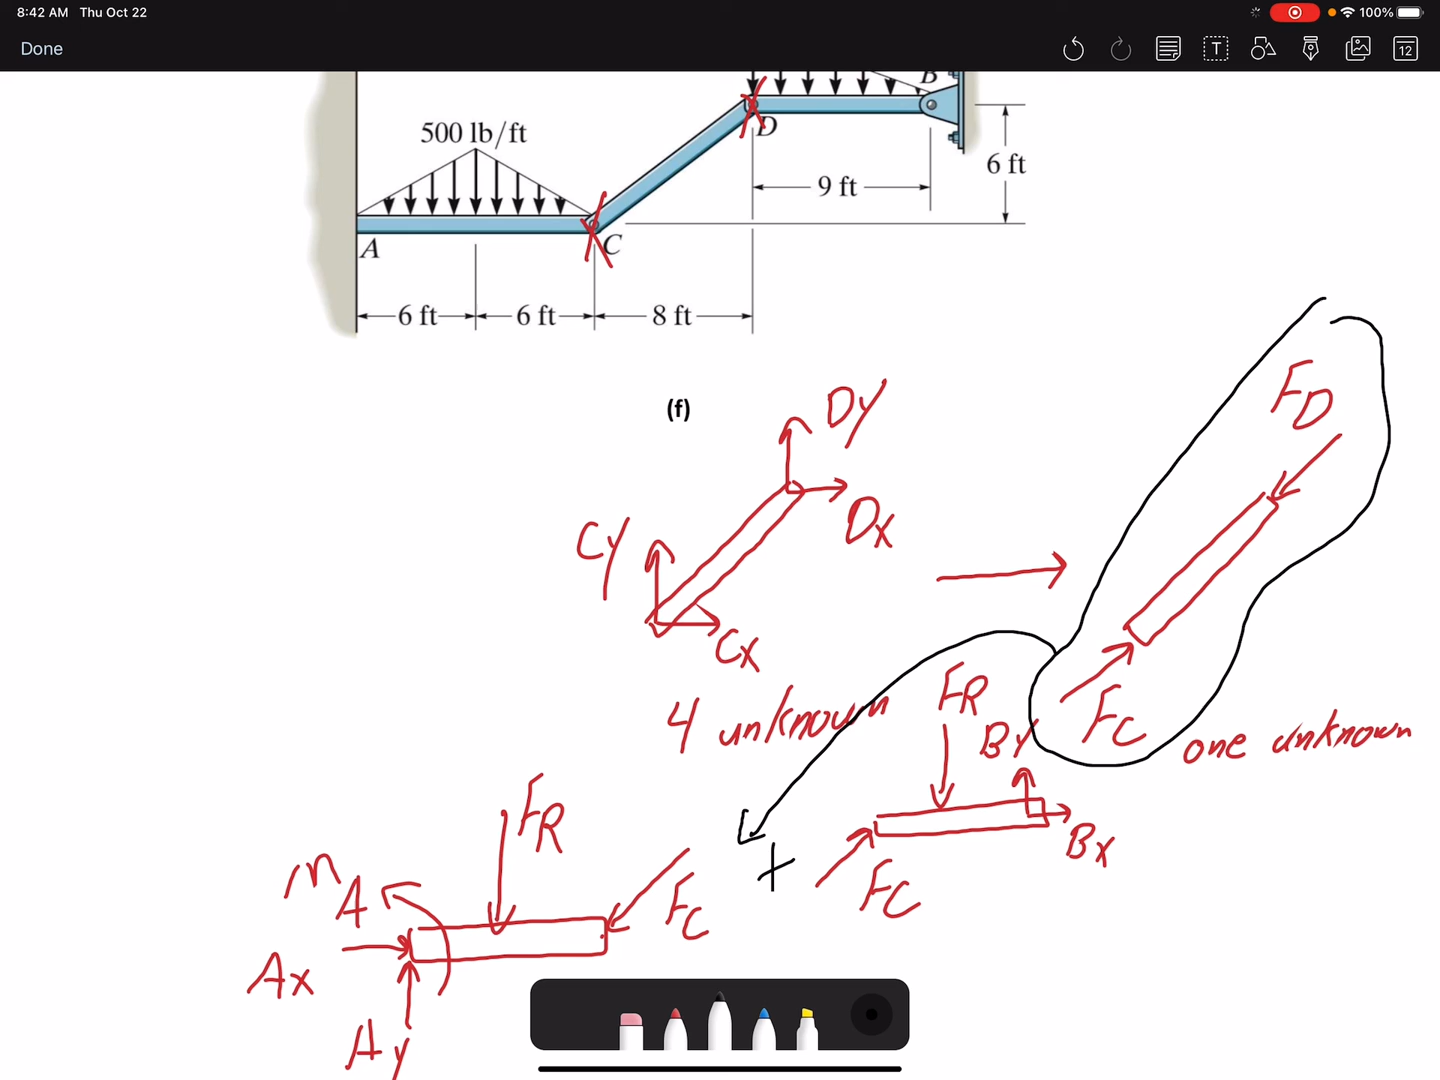 8:42 AM Thu Oct 22
100%
Done
T
12
B
500 lb/ft
D
6 ft
9 ft
A
C
6 ft
6 ft
8 ft
(f)
Dy
FD
Cy
Dx
Cx
FR
4 unknown
By
FC
one unknown
FR
Bx
MA
FC
+
FC
Ax
Ay